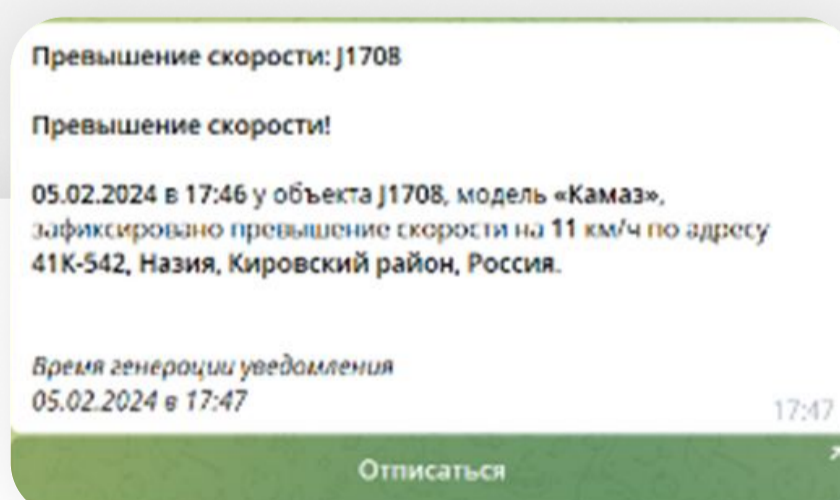 Превышение скорости: J1708
Превышение скорости!
05.02.2024 в 17:46 у объекта J1708, модель «Камаз»,
зафиксировано превышение скорости на 11 км/ч по адресу
41К-542, Назия, Кировский район, Россия.
Время генерации уведомления
05.02.2024 в 17:47
17:47
Отписаться